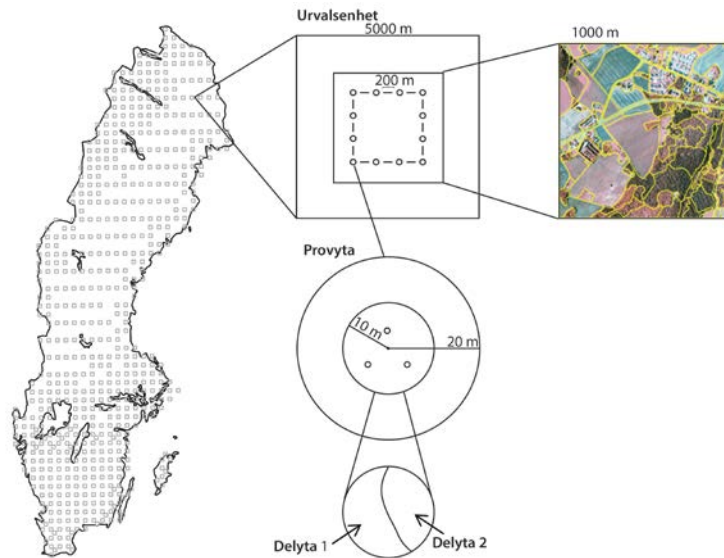 Urvalsenhet
5000 m
1000 m
200 m
Provyta
10 m
20 m
Delyta 1
Delyta 2